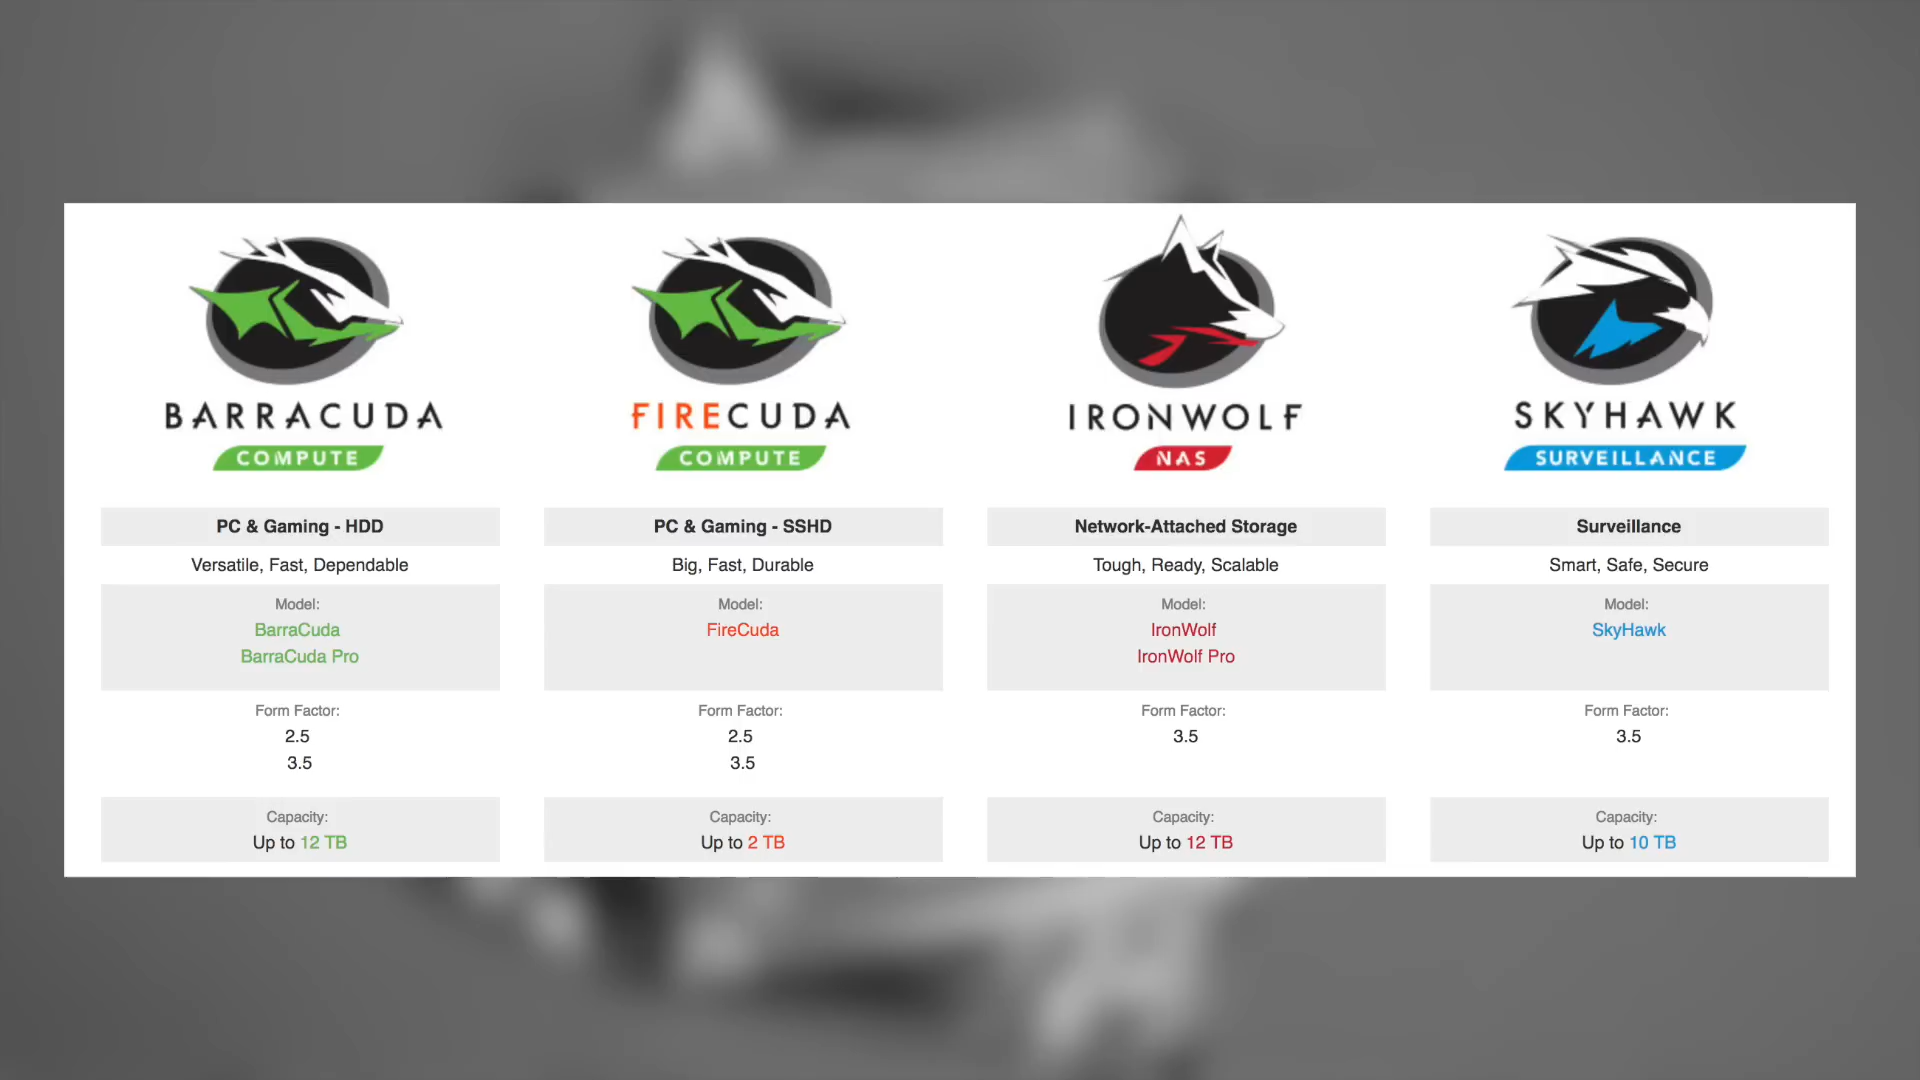 BARRACUDA
COMPUTE
PC & Gaming - HDD
Versatile, Fast, Dependable
Model:
BarraCuda
BarraCuda Pro
Form Factor:
2.5
3.5
Capacity:
Up to 12 TB
FIRECUDA
COMPUTE
PC & Gaming - SSHD
Big, Fast, Durable
Model:
FireCuda
Form Factor:
2.5
3.5
Capacity:
Up to 2 TB
IRONWOLF
NAS
Network-Attached Storage
Tough, Ready, Scalable
Model:
IronWolf
IronWolf Pro
Form Factor:
3.5
Capacity:
Up to 12 TB
SKYHAWK
SURVEILLANCE
Surveillance
Smart, Safe, Secure
Model:
SkyHawk
Form Factor:
3.5
Capacity:
Up to 10 TB